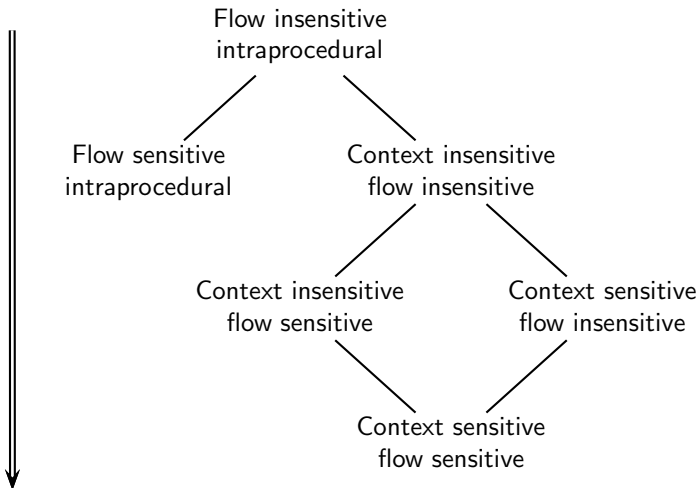 Flow insensitive
intraprocedural
Flow sensitive
intraprocedural
Context insensitive
flow insensitive
Context insensitive
flow sensitive
Context sensitive
flow insensitive
Context sensitive
flow sensitive